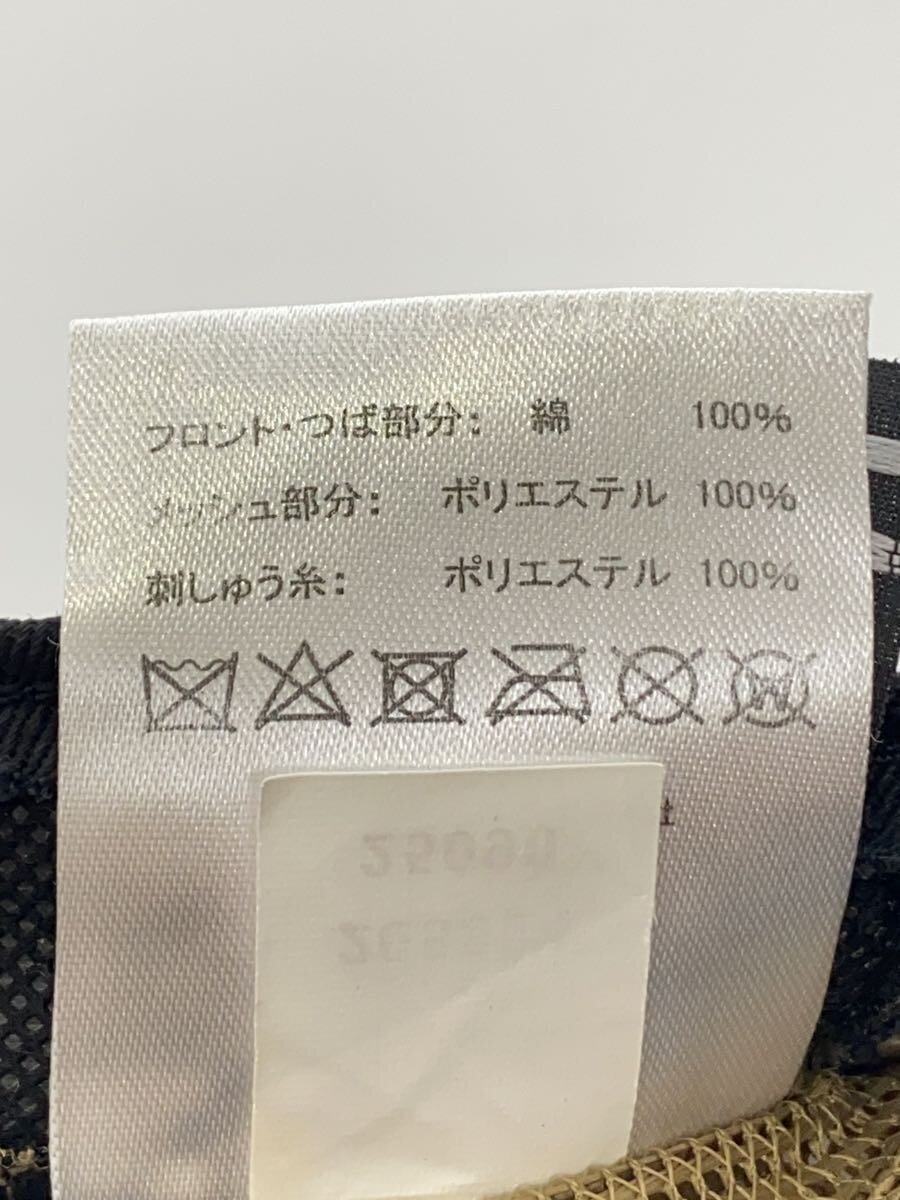 フロント・つば部分: 綿 100%
メッシュ部分: ポリエステル 100%
刺しゅう糸: ポリエステル 100%
社